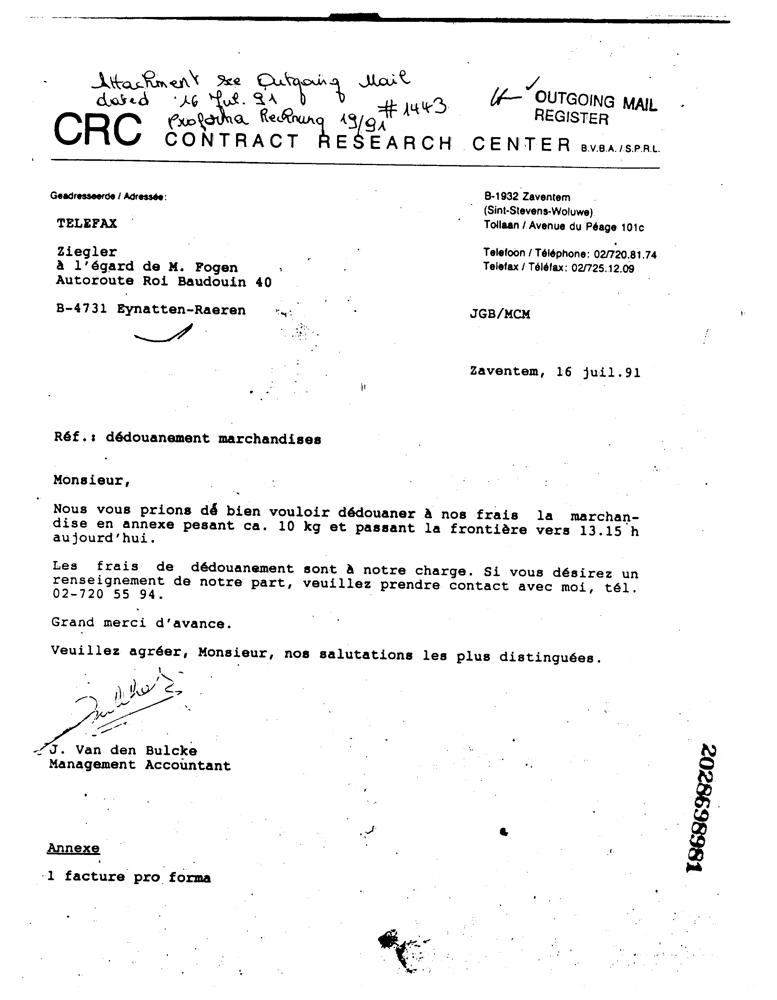 Attachment see Outgoing Mail
dated 16 Jul. 91
Proforma Rechnung 19/91
#1443
OUTGOING MAIL
REGISTER
CRC CONTRACT RESEARCH CENTER B.V.B.A. / S.P.R.L.
Geadresseerde / Adressée:
TELEFAX
Ziegler
à l'égard de M. Fogen
Autoroute Roi Baudouin 40
B-4731 Eynatten-Raeren
B-1932 Zaventem
(Sint-Stevens-Woluwe)
Tollaan / Avenue du Péage 101c
Telefoon / Téléphone: 02/720.81.74
Telefax / Téléfax: 02/725.12.09
JGB/MCM
Zaventem, 16 juil.91
Réf.: dédouanement marchandises
Monsieur,
Nous vous prions de bien vouloir dédouaner à nos frais la marchan-
dise en annexe pesant ca. 10 kg et passant la frontière vers 13.15 h
aujourd'hui.
Les frais de dédouanement sont à notre charge. Si vous désirez un
renseignement de notre part, veuillez prendre contact avec moi, tél.
02-720 55 94.
Grand merci d'avance.
Veuillez agréer, Monsieur, nos salutations les plus distinguées.
J. Van den Bulcke
Management Accountant
Annexe
1 facture pro forma
2028698981